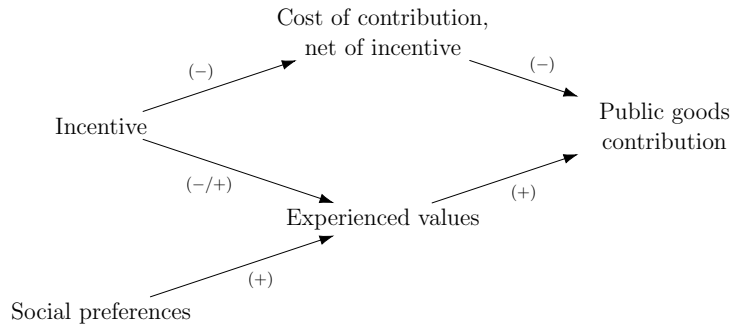 Cost of contribution,
net of incentive
(−)
(−)
Public goods
contribution
Incentive
(−/+)
(+)
Experienced values
(+)
Social preferences